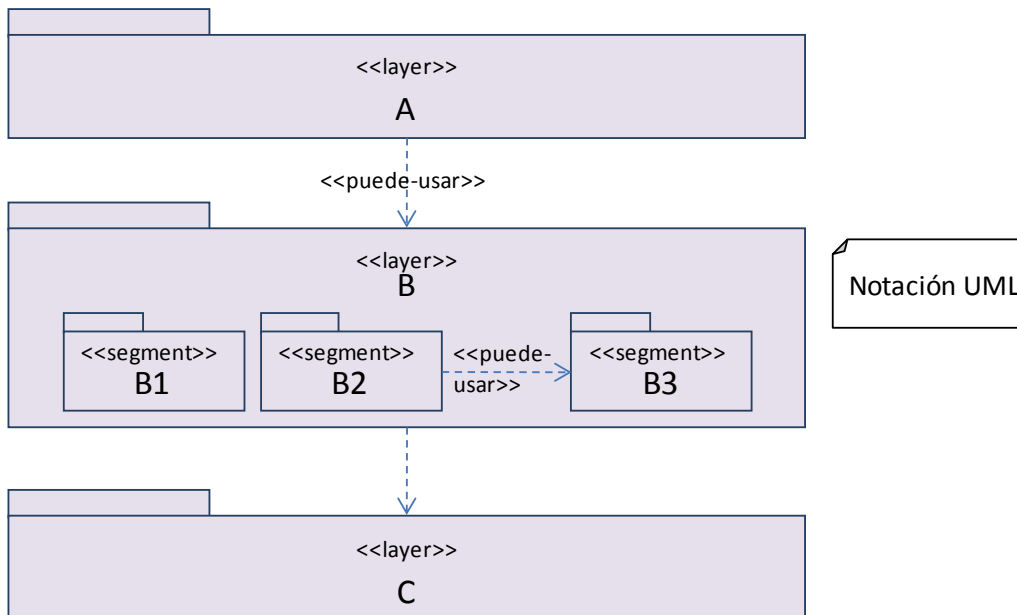 <<layer>>
A
<<puede-usar>>
<<layer>>
B
Notación UML
<<segment>>
B1
<<segment>>
B2
<<puede-
usar>>
<<segment>>
B3
<<layer>>
C